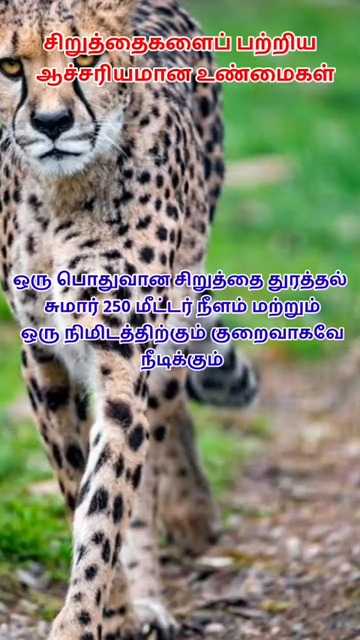 சிறுத்தைகளைப் பற்றிய
ஆச்சரியமான உண்மைகள்
ஒரு பொதுவான சிறுத்தை துரத்தல்
சுமார் 250 மீட்டர் நீளம் மற்றும்
ஒரு நிமிடத்திற்கும் குறைவாகவே
நீடிக்கும்